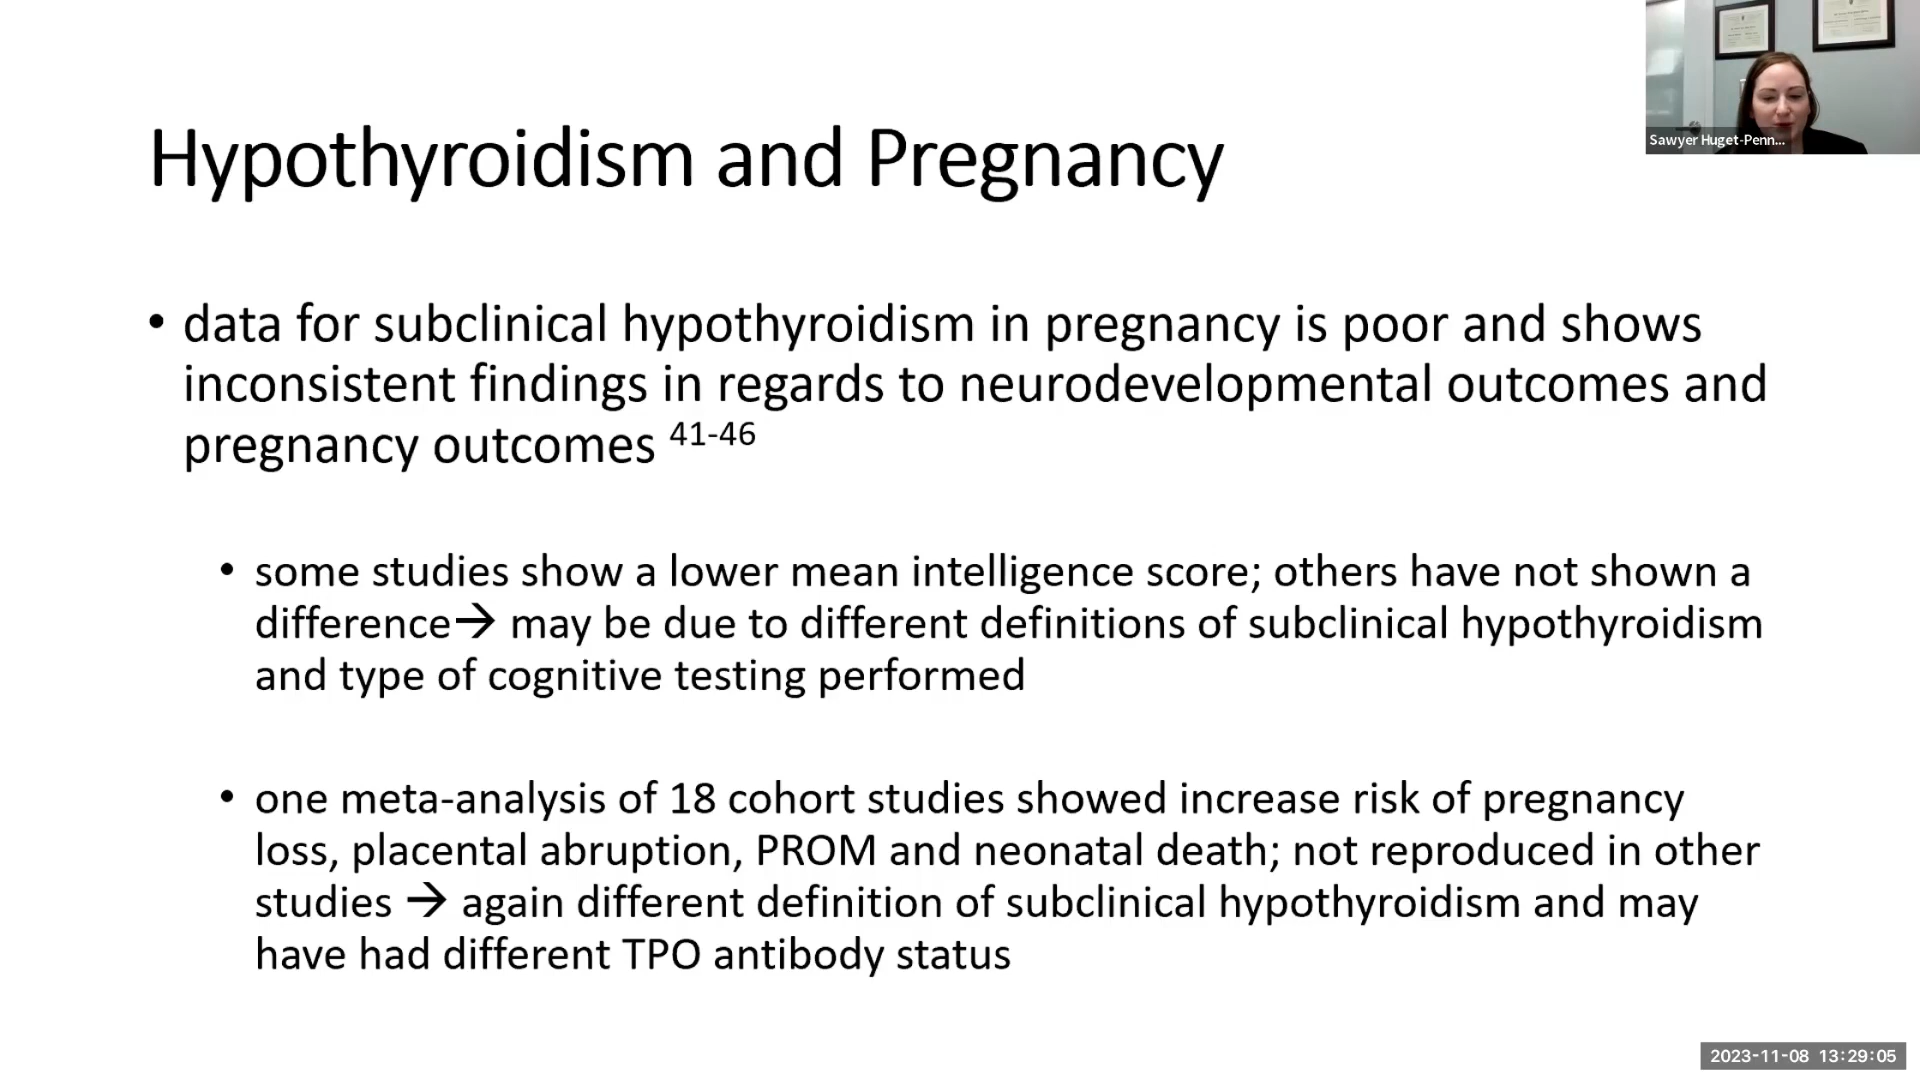 Sawyer Huget-Penn...
Hypothyroidism and Pregnancy
• data for subclinical hypothyroidism in pregnancy is poor and shows
inconsistent findings in regards to neurodevelopmental outcomes and
pregnancy outcomes 41-46
• some studies show a lower mean intelligence score; others have not shown a
difference→ may be due to different definitions of subclinical hypothyroidism
and type of cognitive testing performed
• one meta-analysis of 18 cohort studies showed increase risk of pregnancy
loss, placental abruption, PROM and neonatal death; not reproduced in other
studies → again different definition of subclinical hypothyroidism and may
have had different TPO antibody status
2023-11-08 13:29:05